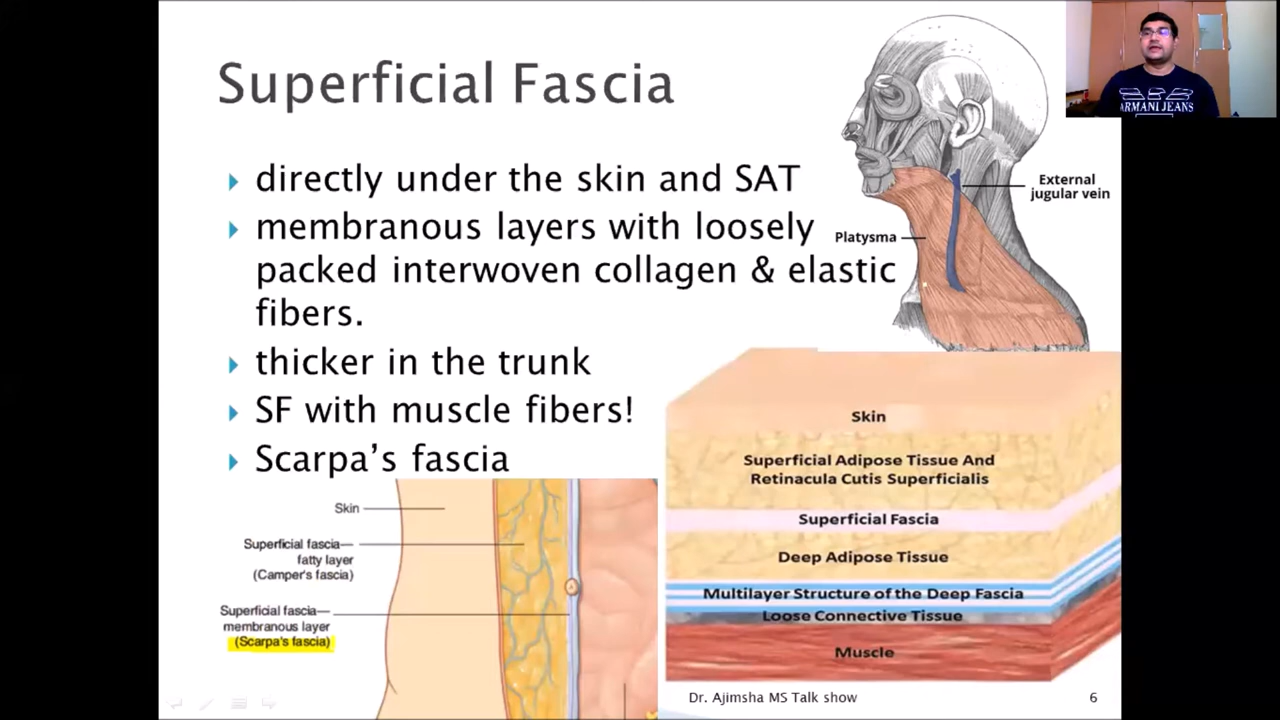 Superficial Fascia
directly under the skin and SAT
membranous layers with loosely
packed interwoven collagen & elastic
fibers.
thicker in the trunk
SF with muscle fibers!
Scarpa's fascia
External
jugular vein
Platysma
ARMANI JEANS
Skin
Superficial fascia—
fatty layer
(Camper's fascia)
Superficial fascia—
membranous layer
(Scarpa's fascia)
Skin
Superficial Adipose Tissue And
Retinacula Cutis Superficialis
Superficial Fascia
Deep Adipose Tissue
Multilayer Structure of the Deep Fascia
Loose Connective Tissue
Muscle
Dr. Ajimsha MS Talk show
6